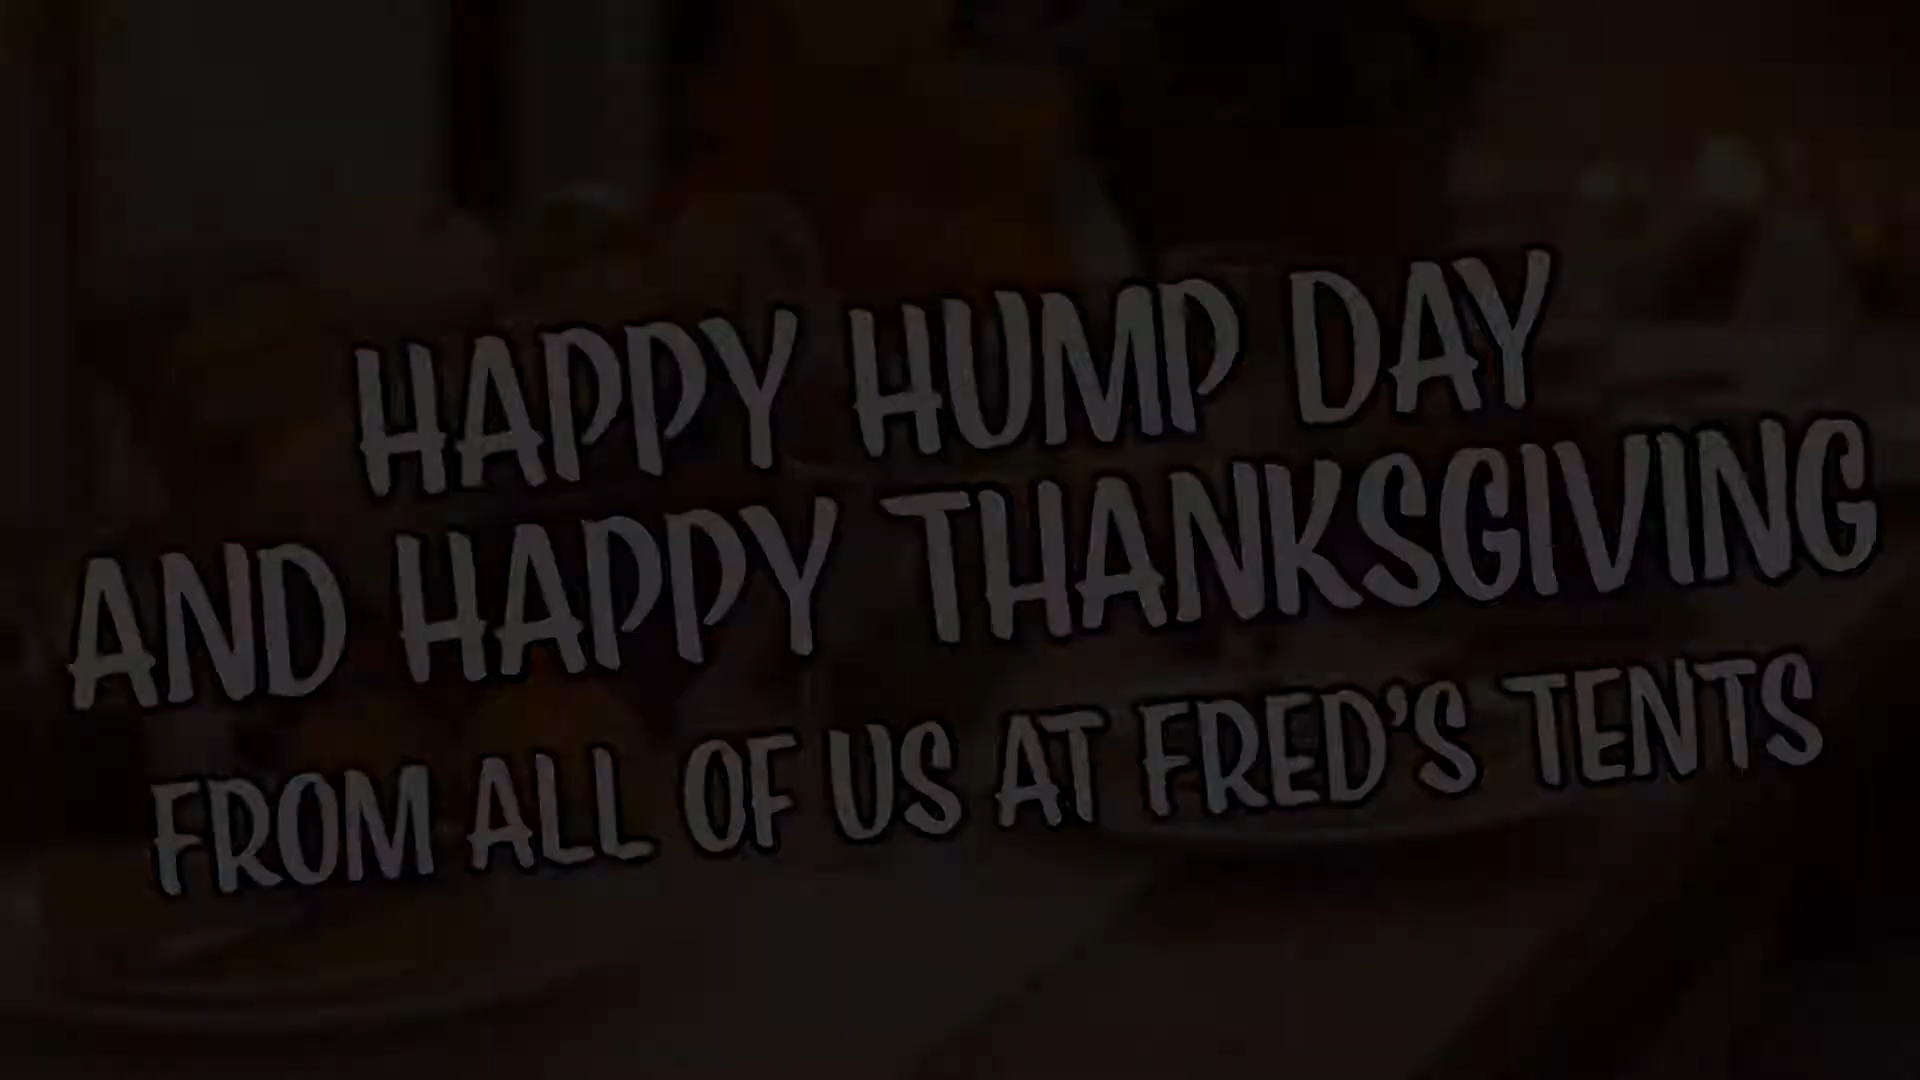 HAPPY HUMP DAY
AND HAPPY THANKSGIVING
FROM ALL OF US AT FRED'S TENTS